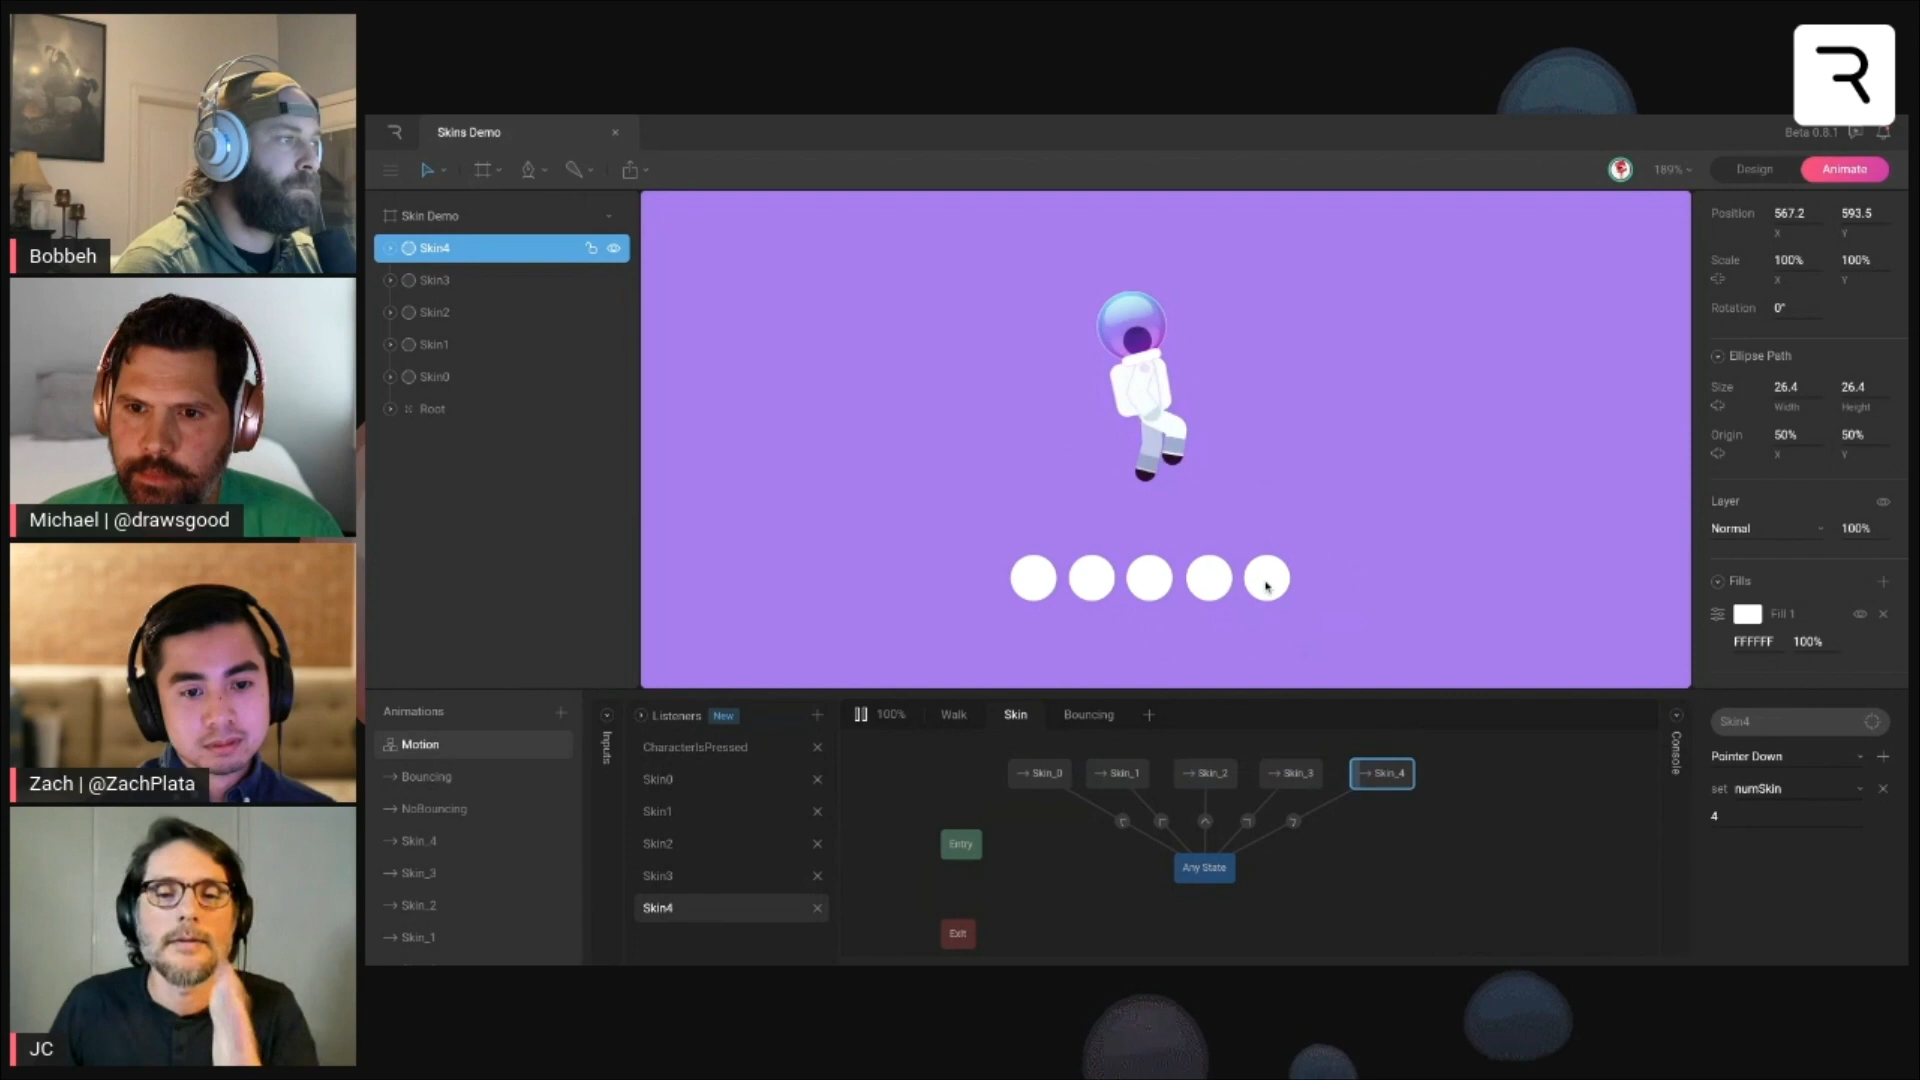 Bobbeh
Michael | @drawsgood
Zach | @ZachPlata
JC
Skins Demo
Beta 0.8.1
189%
Design
Animate
Skin Demo
Skin4
Skin3
Skin2
Skin1
Skin0
Root
Position
567.2
593.5
X
Y
Scale
100%
100%
X
Y
Rotation
0°
Ellipse Path
Size
26.4
26.4
Width
Height
Origin
50%
50%
X
Y
Layer
Normal
100%
Fills
Fill 1
FFFFFF
100%
Animations
Motion
Bouncing
NoBouncing
Skin_4
Skin_3
Skin_2
Skin_1
Inputs
Listeners
New
CharacterIsPressed
Skin0
Skin1
Skin2
Skin3
Skin4
100%
Walk
Skin
Bouncing
Skin_0
Skin_1
Skin_2
Skin_3
Skin_4
Entry
Any State
Exit
Console
Skin4
Pointer Down
set numSkin
4